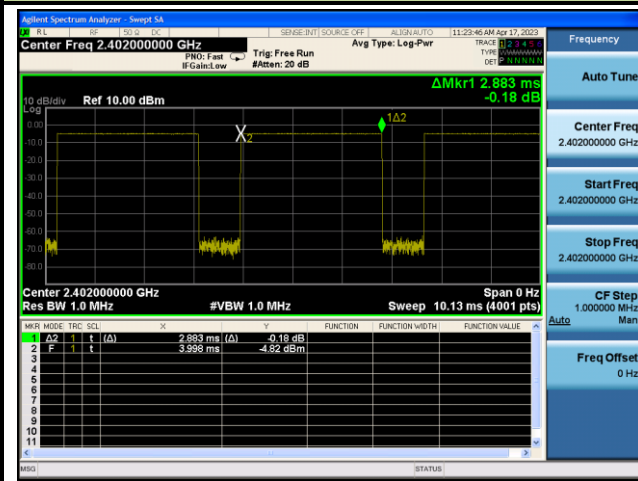 Agilent Spectrum Analyzer - Swept SA
RL RF 50 Ω DC SENSE:INT SOURCE OFF ALIGNAUTO 11:23:46 AM Apr 17, 2023
Center Freq 2.402000000 GHz
PNO: Fast
IFGain:Low
Trig: Free Run
#Atten: 20 dB
Avg Type: Log-Pwr
TRACE 1 2 3 4 5 6
TYPE
DET P N N N N N
ΔMkr1 2.883 ms
-0.18 dB
10 dB/div Ref 10.00 dBm
Log
0.00
-10.0
-20.0
-30.0
-40.0
-50.0
-60.0
-70.0
-80.0
X2
1Δ2
Center 2.402000000 GHz Span 0 Hz
Res BW 1.0 MHz #VBW 1.0 MHz Sweep 10.13 ms (4001 pts)
MKR MODE TRC SCL X Y FUNCTION FUNCTION WIDTH FUNCTION VALUE
1 Δ2 1 t (Δ) 2.883 ms (Δ) -0.18 dB
2 F 1 t 3.998 ms -4.82 dBm
3
4
5
6
7
8
9
10
11
MSG STATUS
Frequency
Auto Tune
Center Freq
2.402000000 GHz
Start Freq
2.402000000 GHz
Stop Freq
2.402000000 GHz
CF Step
1.000000 MHz
Auto Man
Freq Offset
0 Hz